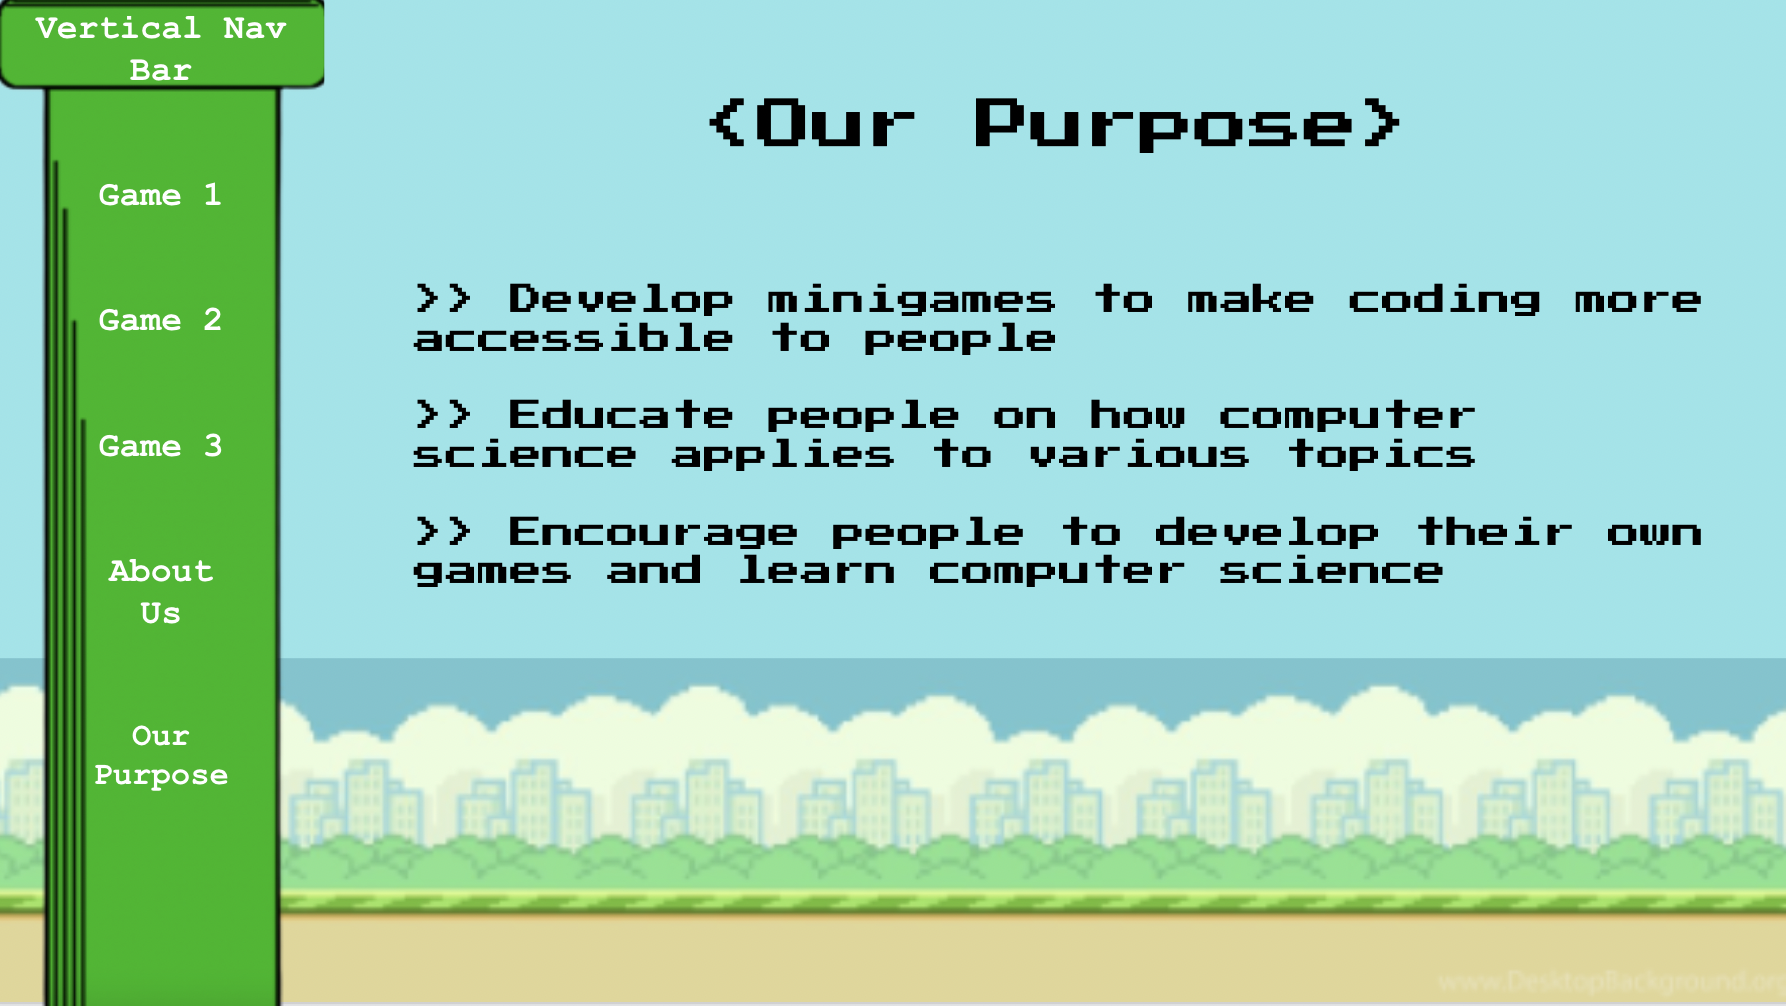 Vertical Nav
Bar
Game 1
Game 2
Game 3
About
Us
Our
Purpose
<Our Purpose>
>> Develop minigames to make coding more
accessible to people
>> Educate people on how computer
science applies to various topics
>> Encourage people to develop their own
games and learn computer science
www.DesktopBackground.org